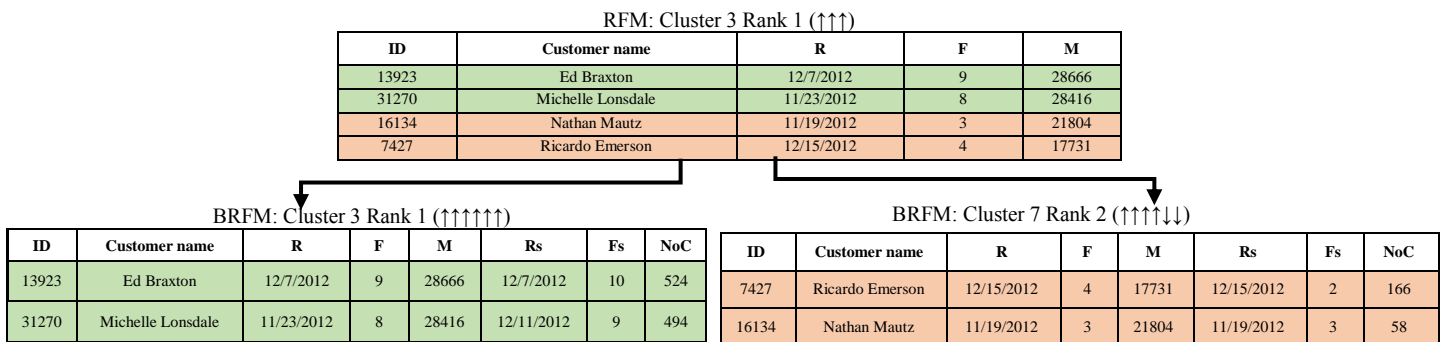 RFM: Cluster 3 Rank 1 (↑↑↑)
ID Customer name R F M
13923 Ed Braxton 12/7/2012 9 28666
31270 Michelle Lonsdale 11/23/2012 8 28416
16134 Nathan Mautz 11/19/2012 3 21804
7427 Ricardo Emerson 12/15/2012 4 17731
BRFM: Cluster 3 Rank 1 (↑↑↑↑↑↑)
ID Customer name R F M Rs Fs NoC
13923 Ed Braxton 12/7/2012 9 28666 12/7/2012 10 524
31270 Michelle Lonsdale 11/23/2012 8 28416 12/11/2012 9 494
BRFM: Cluster 7 Rank 2 (↑↑↑↑↓↓)
ID Customer name R F M Rs Fs NoC
7427 Ricardo Emerson 12/15/2012 4 17731 12/15/2012 2 166
16134 Nathan Mautz 11/19/2012 3 21804 11/19/2012 3 58